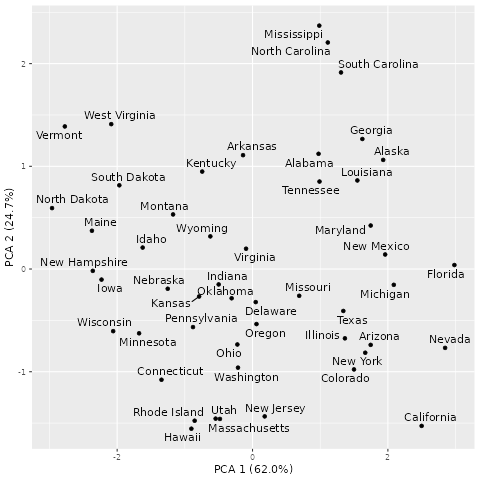 Mississippi
North Carolina
2
South Carolina
West Virginia
Vermont
Georgia
Arkansas
Alaska
Kentucky
Alabama
1
Louisiana
South Dakota
Tennessee
North Dakota
Montana
Maine
Wyoming
Maryland
Idaho
New Mexico
Virginia
New Hampshire
0
Florida
Iowa
Nebraska
Indiana
Oklahoma
Missouri
Michigan
Kansas
Delaware
Wisconsin
Pennsylvania
Texas
Minnesota
Oregon
Illinois
Arizona
Nevada
Ohio
New York
-1
Connecticut
Washington
Colorado
Rhode Island
Utah
New Jersey
California
Hawaii
Massachusetts
PCA 2 (24.7%)
-2
0
2
PCA 1 (62.0%)